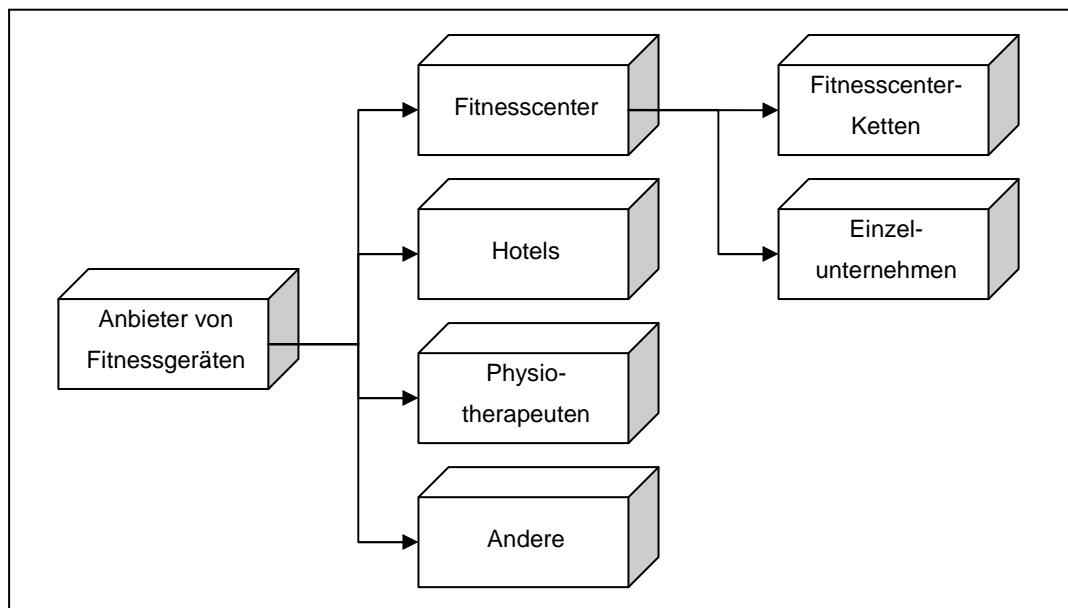 Anbieter von
Fitnessgeräten
Fitnesscenter
Hotels
Physio-
therapeuten
Andere
Fitnesscenter-
Ketten
Einzel-
unternehmen